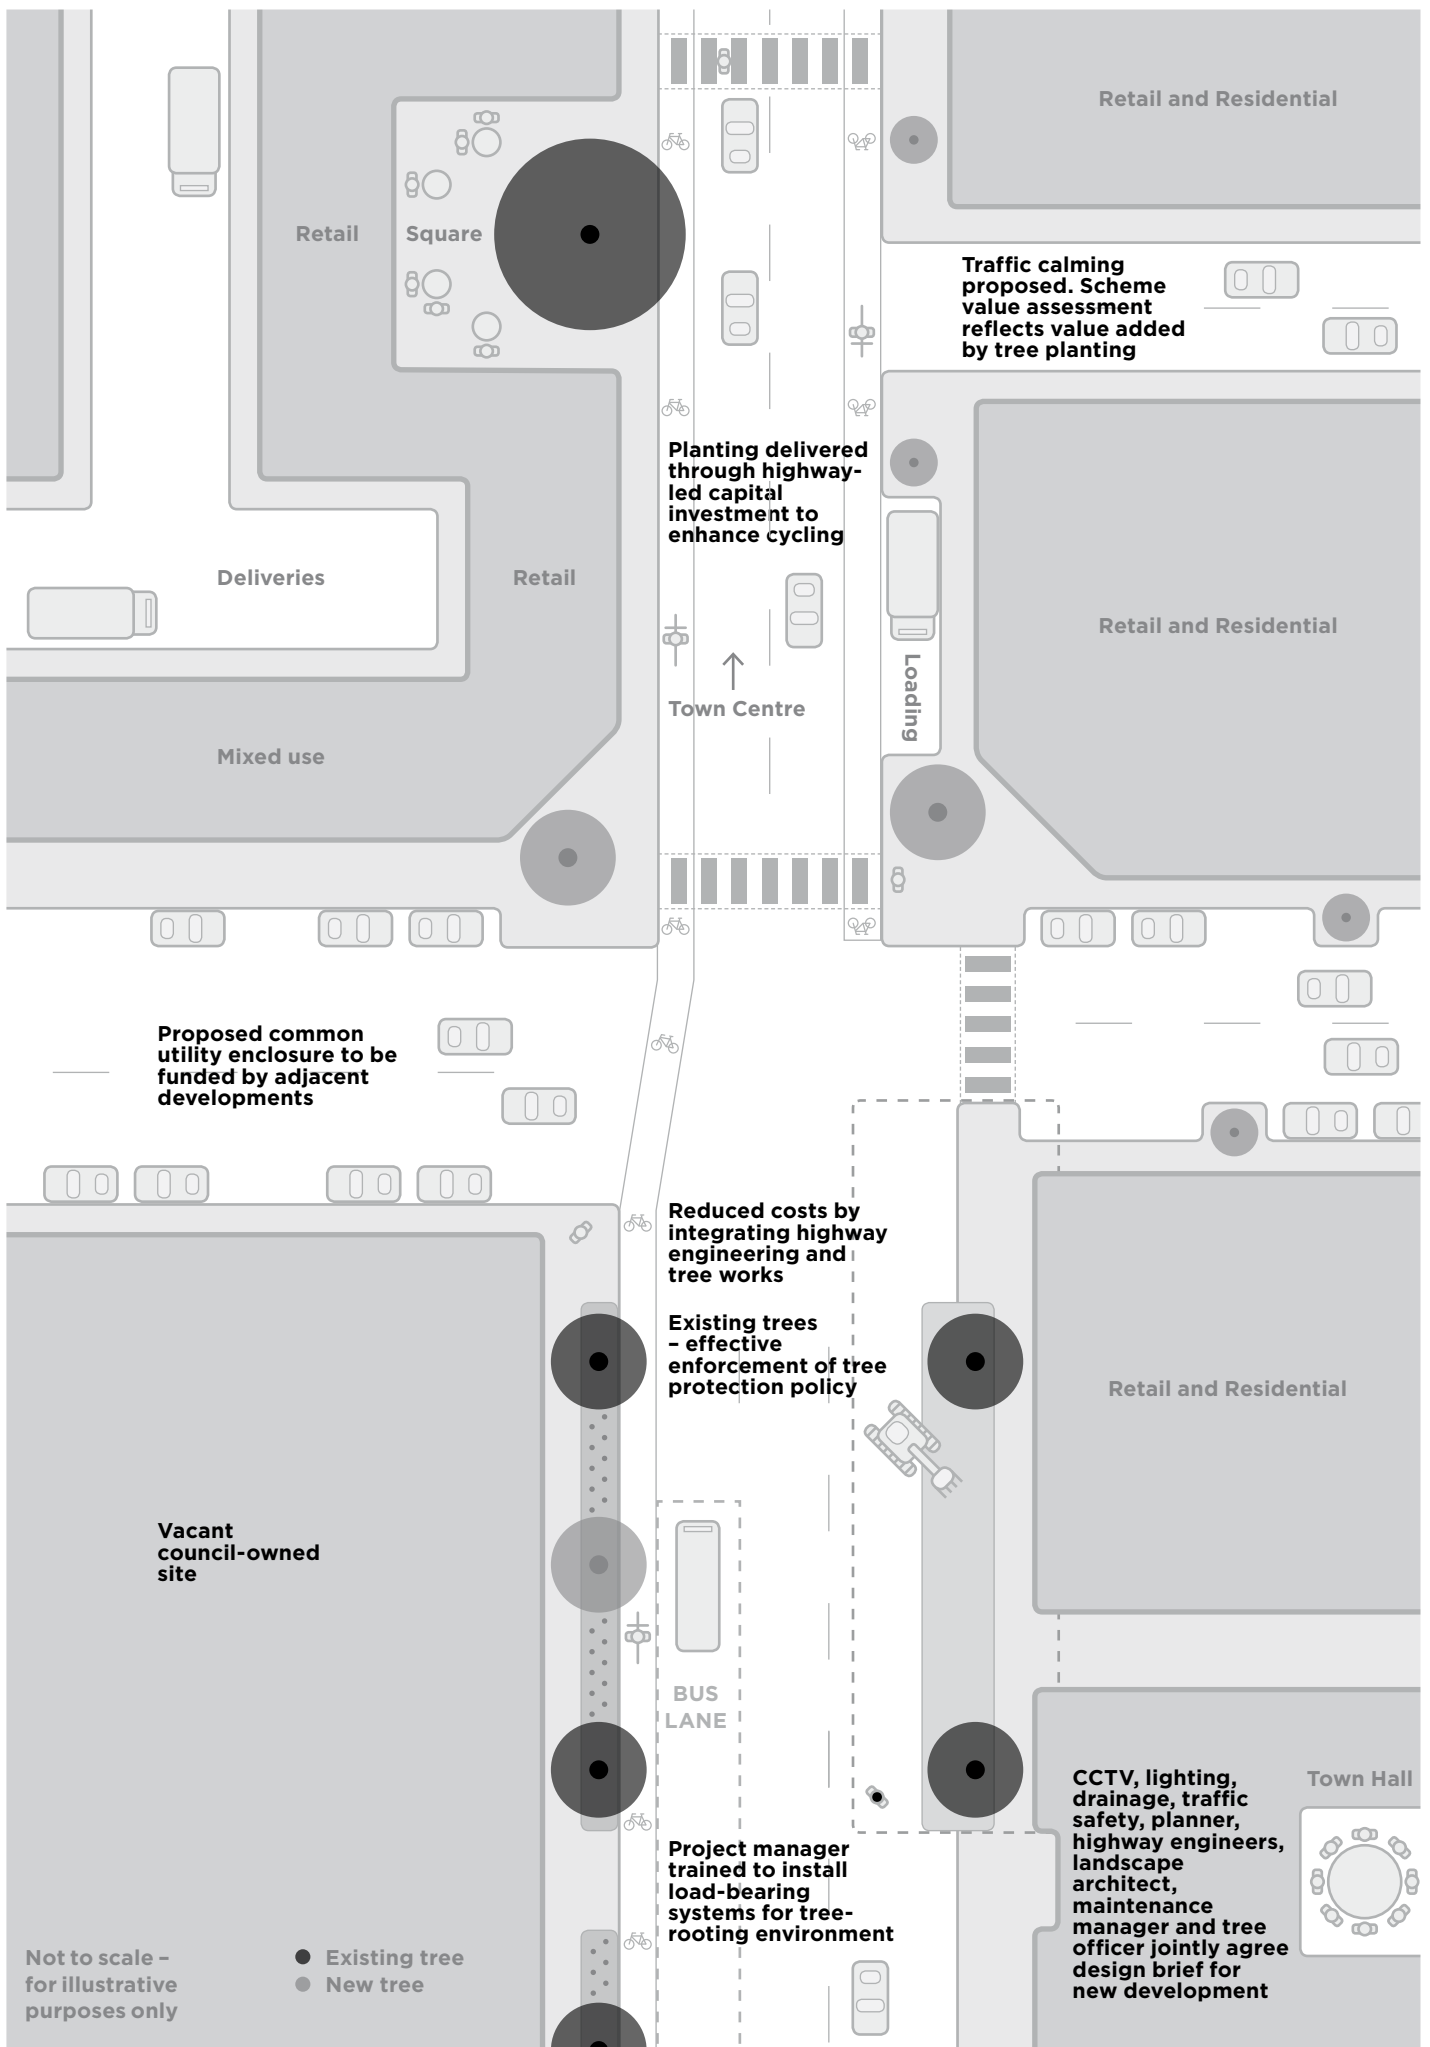 Retail and Residential
Retail
Square
Traffic calming
proposed. Scheme
value assessment
reflects value added
by tree planting
Planting delivered
through highway-
led capital
investment to
enhance cycling
Deliveries
Retail
Retail and Residential
Loading
Town Centre
Mixed use
Proposed common
utility enclosure to be
funded by adjacent
developments
Reduced costs by
integrating highway
engineering and
tree works
Existing trees
– effective
enforcement of tree
protection policy
Retail and Residential
Vacant
council-owned
site
BUS
LANE
CCTV, lighting,
drainage, traffic
safety, planner,
highway engineers,
landscape
architect,
maintenance
manager and tree
officer jointly agree
design brief for
new development
Town Hall
Project manager
trained to install
load-bearing
systems for tree-
rooting environment
Not to scale –
for illustrative
purposes only
Existing tree
New tree